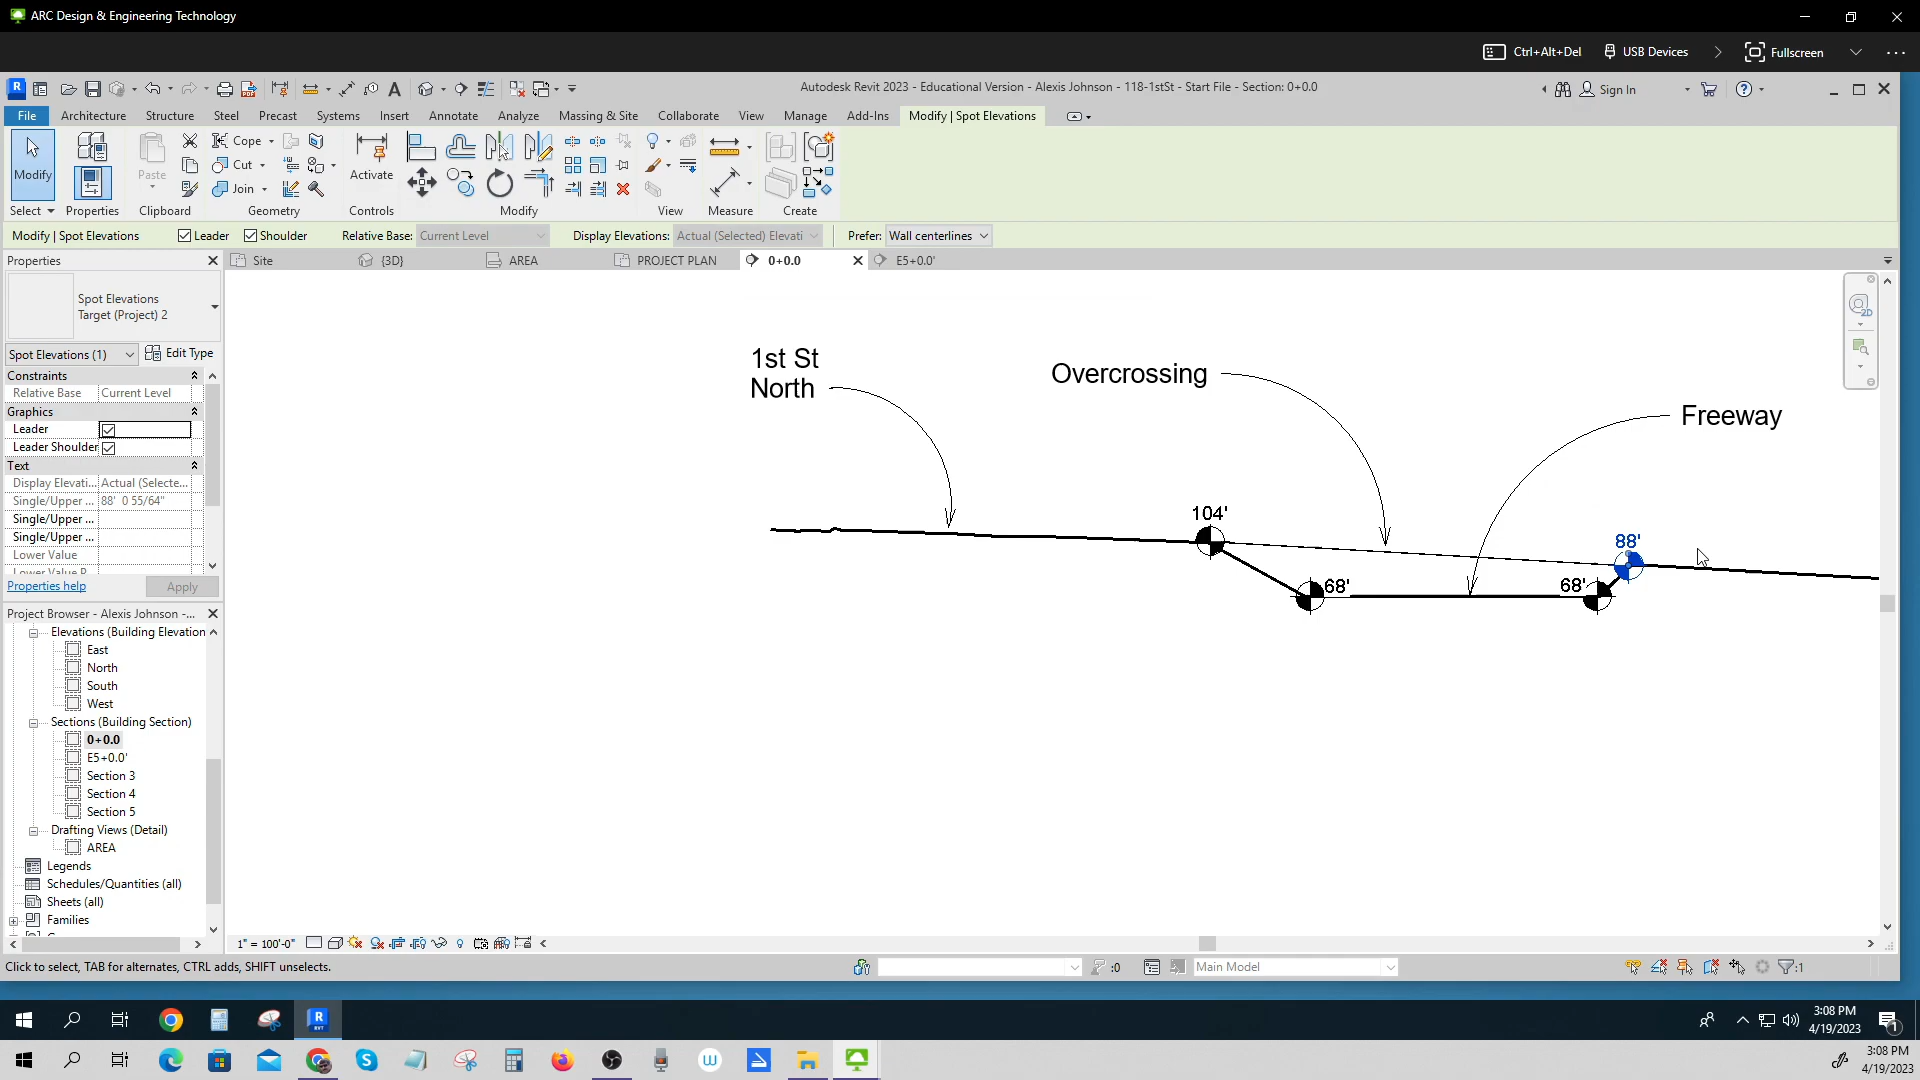 ARC Design & Engineering Technology
Ctrl+Alt+Del USB Devices Fullscreen
Autodesk Revit 2023 - Educational Version - Alexis Johnson - 118-1stSt - Start File - Section: 0+0.0
Sign In
File Architecture Structure Steel Precast Systems Insert Annotate Analyze Massing & Site Collaborate View Manage Add-Ins Modify | Spot Elevations
Modify Paste Cope Cut Join Activate
Select Properties Clipboard Geometry Controls Modify View Measure Create
Modify | Spot Elevations Leader Shoulder Relative Base: Current Level Display Elevations: Actual (Selected) Elevati Prefer: Wall centerlines
Properties
Site {3D} AREA PROJECT PLAN 0+0.0 E5+0.0'
Spot Elevations
Target (Project) 2
Spot Elevations (1) Edit Type
Constraints
Relative Base Current Level
Graphics
Leader
Leader Shoulder
Text
Display Elevati... Actual (Selecte...
Single/Upper ... 88' 0 55/64"
Single/Upper ...
Single/Upper ...
Lower Value
Lower Value P
Properties help Apply
1st St
North
Overcrossing
Freeway
104'
88'
68'
68'
2D
Project Browser - Alexis Johnson -...
Elevations (Building Elevation
East
North
South
West
Sections (Building Section)
0+0.0
E5+0.0'
Section 3
Section 4
Section 5
Drafting Views (Detail)
AREA
Legends
Schedules/Quantities (all)
Sheets (all)
Families
1" = 100'-0"
Click to select, TAB for alternates, CTRL adds, SHIFT unselects.
:0 Main Model :1
3:08 PM
4/19/2023
1
3:08 PM
4/19/2023